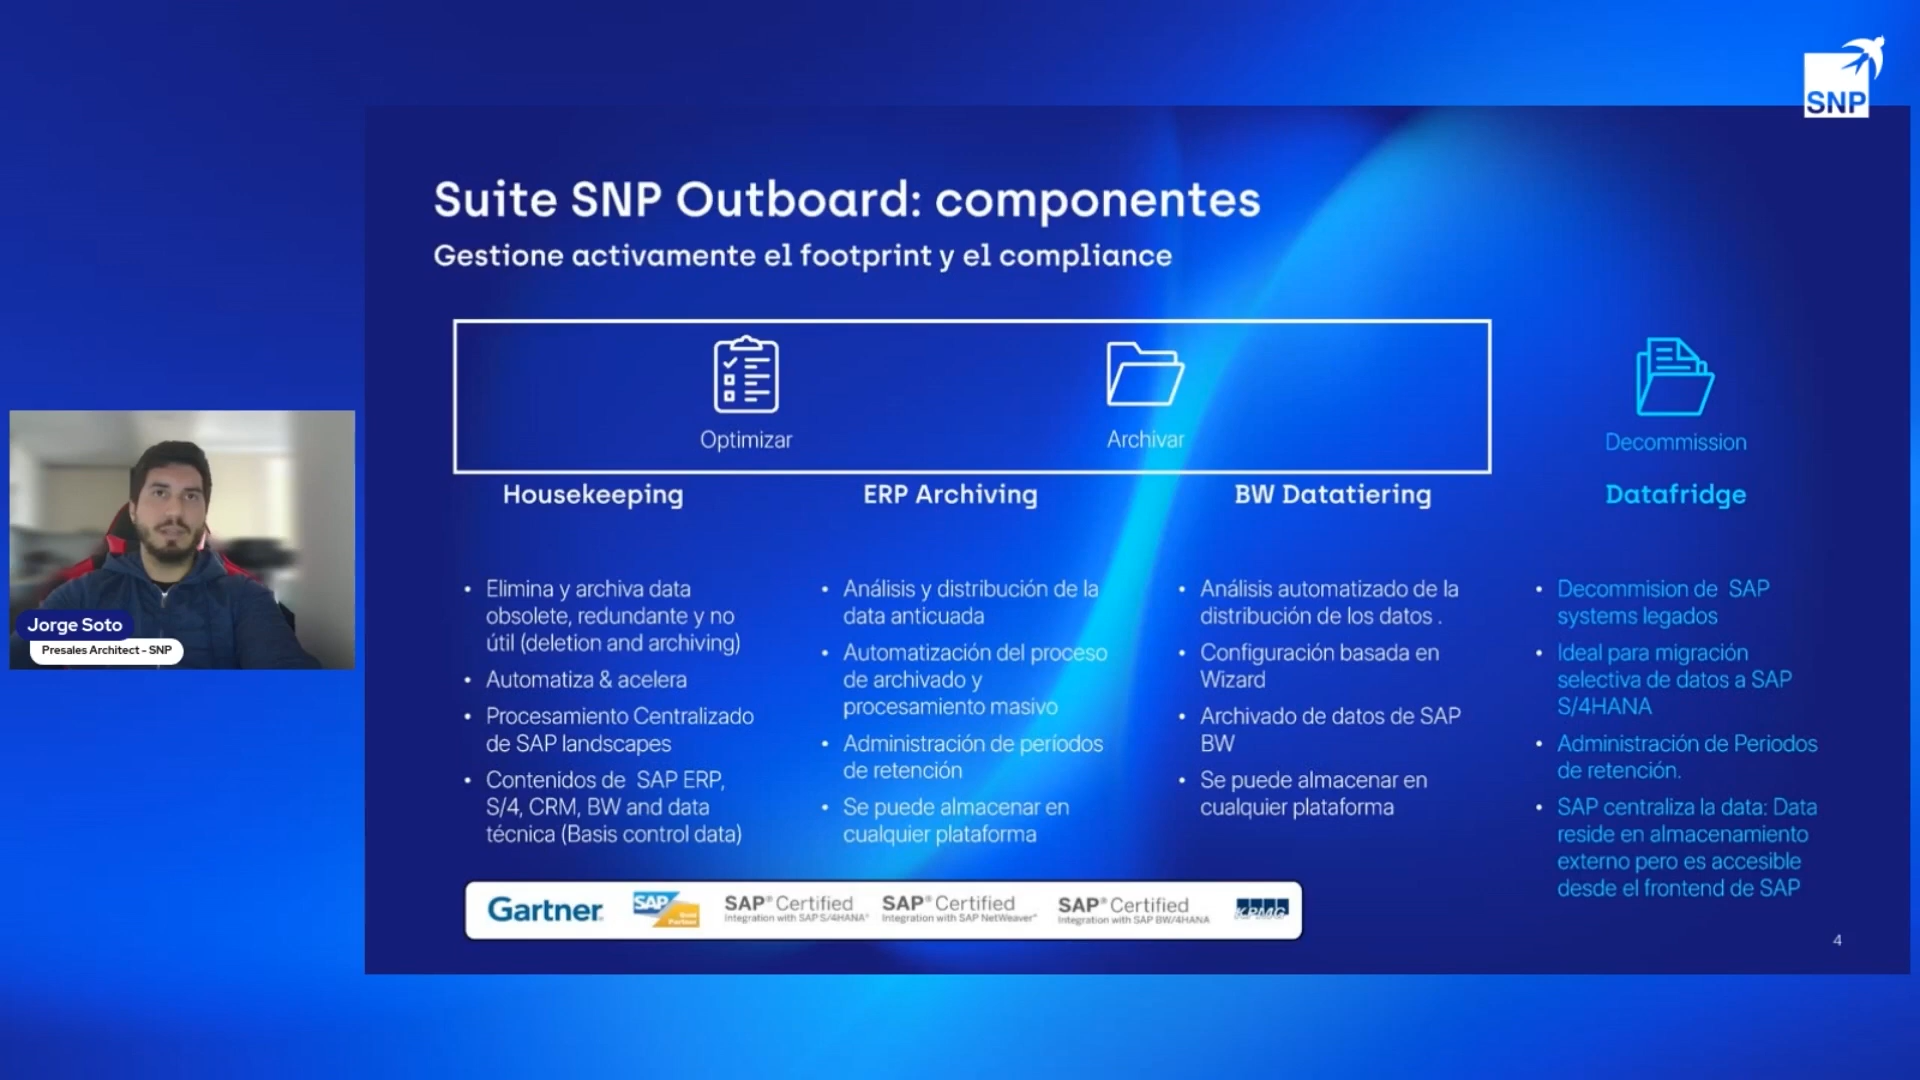 SNP
Suite SNP Outboard: componentes
Gestione activamente el footprint y el compliance
Optimizar
Archivar
Decommission
Housekeeping
ERP Archiving
BW Datatiering
Datafridge
• Elimina y archiva data
obsolete, redundante y no
útil (deletion and archiving)
• Automatiza & acelera
• Procesamiento Centralizado
de SAP landscapes
• Contenidos de SAP ERP,
S/4, CRM, BW and data
técnica (Basis control data)
• Análisis y distribución de la
data anticuada
• Automatización del proceso
de archivado y
procesamiento masivo
• Administración de períodos
de retención
• Se puede almacenar en
cualquier plataforma
• Análisis automatizado de la
distribución de los datos .
• Configuración basada en
Wizard
• Archivado de datos de SAP
BW
• Se puede almacenar en
cualquier plataforma
• Decommision de SAP
systems legados
• Ideal para migración
selectiva de datos a SAP
S/4HANA
• Administración de Periodos
de retención.
• SAP centraliza la data: Data
reside en almacenamiento
externo pero es accesible
desde el frontend de SAP
Jorge Soto
Presales Architect - SNP
Gartner
SAP Gold Partner
SAP® Certified
Integration with SAP S/4HANA®
SAP® Certified
Integration with SAP NetWeaver®
SAP® Certified
Integration with SAP BW/4HANA
KPMG
4